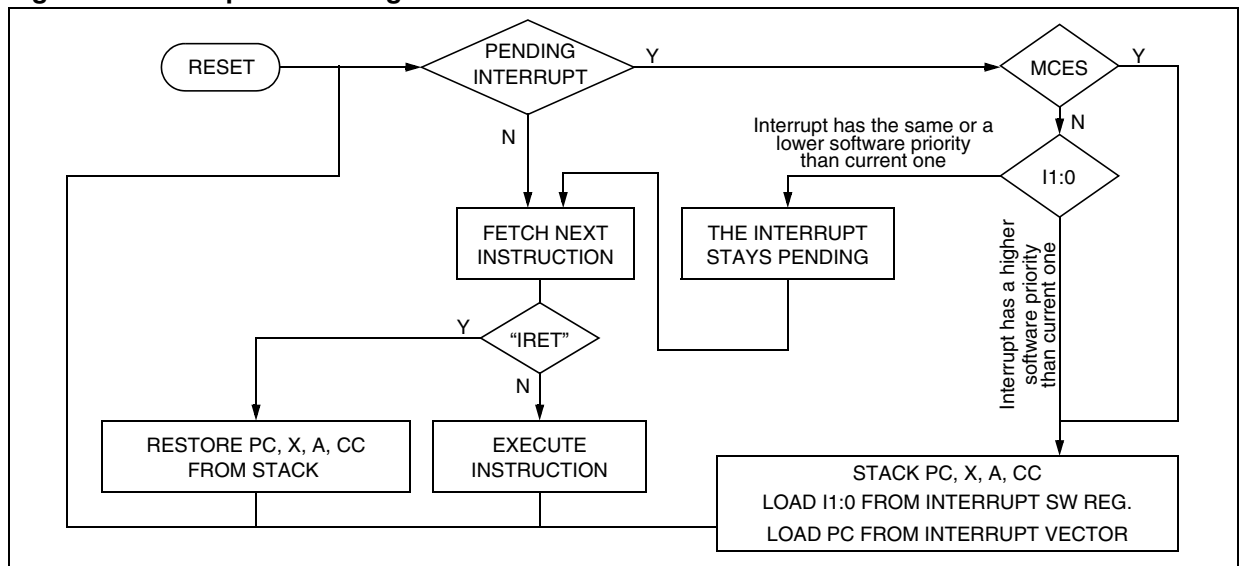 RESET
PENDING
INTERRUPT
Y
MCES
Y
N
N
Interrupt has the same or a
lower software priority
than current one
I1:0
FETCH NEXT
INSTRUCTION
THE INTERRUPT
STAYS PENDING
Interrupt has a higher
software priority
than current one
Y
“IRET”
N
RESTORE PC, X, A, CC
FROM STACK
EXECUTE
INSTRUCTION
STACK PC, X, A, CC
LOAD I1:0 FROM INTERRUPT SW REG.
LOAD PC FROM INTERRUPT VECTOR